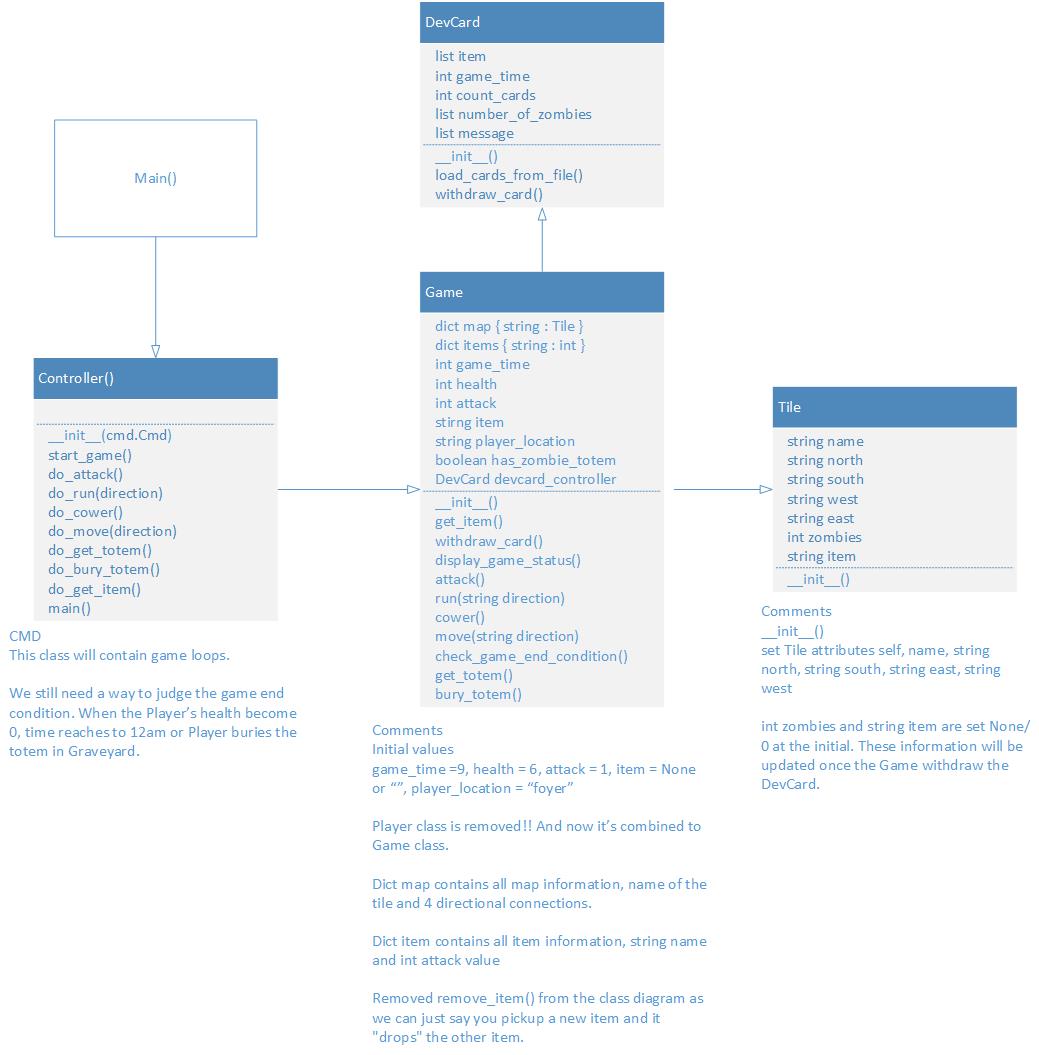 DevCard
list item
int game_time
int count_cards
list number_of_zombies
list message
__init__()
load_cards_from_file()
withdraw_card()
Main()
Controller()
__init__(cmd.Cmd)
start_game()
do_attack()
do_run(direction)
do_cower()
do_move(direction)
do_get_totem()
do_bury_totem()
do_get_item()
main()
CMD
This class will contain game loops.
We still need a way to judge the game end
condition. When the Player’s health become
0, time reaches to 12am or Player buries the
totem in Graveyard.
Game
dict map { string : Tile }
dict items { string : int }
int game_time
int health
int attack
stirng item
string player_location
boolean has_zombie_totem
DevCard devcard_controller
__init__()
get_item()
withdraw_card()
display_game_status()
attack()
run(string direction)
cower()
move(string direction)
check_game_end_condition()
get_totem()
bury_totem()
Comments
Initial values
game_time =9, health = 6, attack = 1, item = None
or “”, player_location = “foyer”
Player class is removed!! And now it’s combined to
Game class.
Dict map contains all map information, name of the
tile and 4 directional connections.
Dict item contains all item information, string name
and int attack value
Removed remove_item() from the class diagram as
we can just say you pickup a new item and it
"drops" the other item.
Tile
string name
string north
string south
string west
string east
int zombies
string item
__init__()
Comments
__init__()
set Tile attributes self, name, string
north, string south, string east, string
west
int zombies and string item are set None/
0 at the initial. These information will be
updated once the Game withdraw the
DevCard.